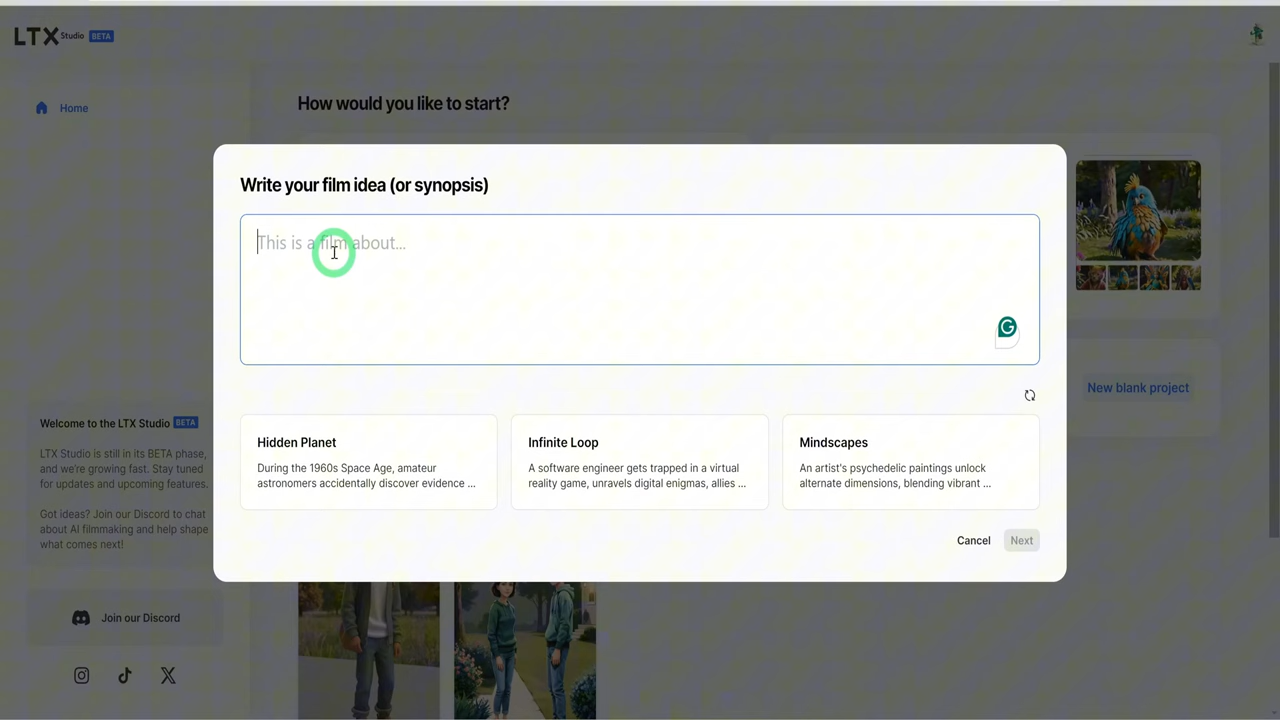 LTX Studio BETA
Home
How would you like to start?
Write your film idea (or synopsis)
This is a film about...
Hidden Planet
During the 1960s Space Age, amateur
astronomers accidentally discover evidence ...
Infinite Loop
A software engineer gets trapped in a virtual
reality game, unravels digital enigmas, allies ...
Mindscapes
An artist's psychedelic paintings unlock
alternate dimensions, blending vibrant ...
Cancel
Next
New blank project
Welcome to the LTX Studio BETA
LTX Studio is still in its BETA phase,
and we're growing fast. Stay tuned
for updates and upcoming features.
Got ideas? Join our Discord to chat
about AI filmmaking and help shape
what comes next!
Join our Discord